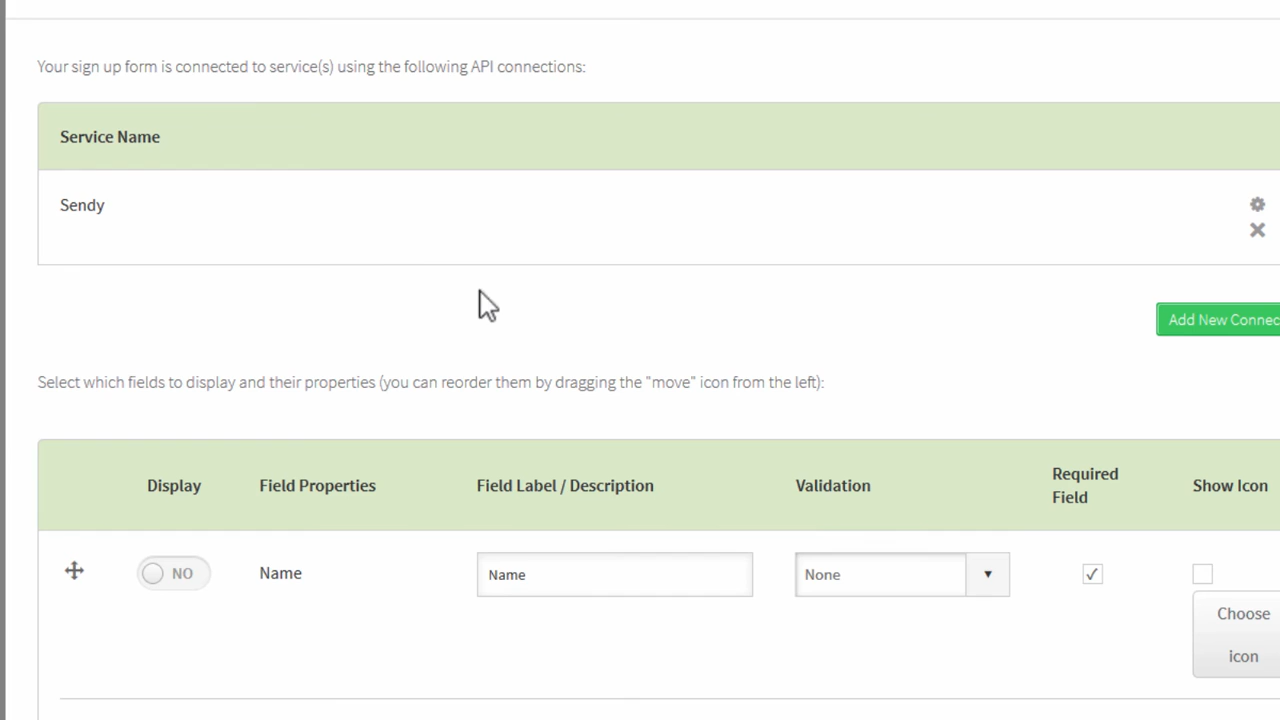 Your sign up form is connected to service(s) using the following API connections:
Service Name
Sendy
Add New Connec
Select which fields to display and their properties (you can reorder them by dragging the "move" icon from the left):
Display Field Properties Field Label / Description Validation Required Field Show Icon
NO Name Name None
Choose
icon